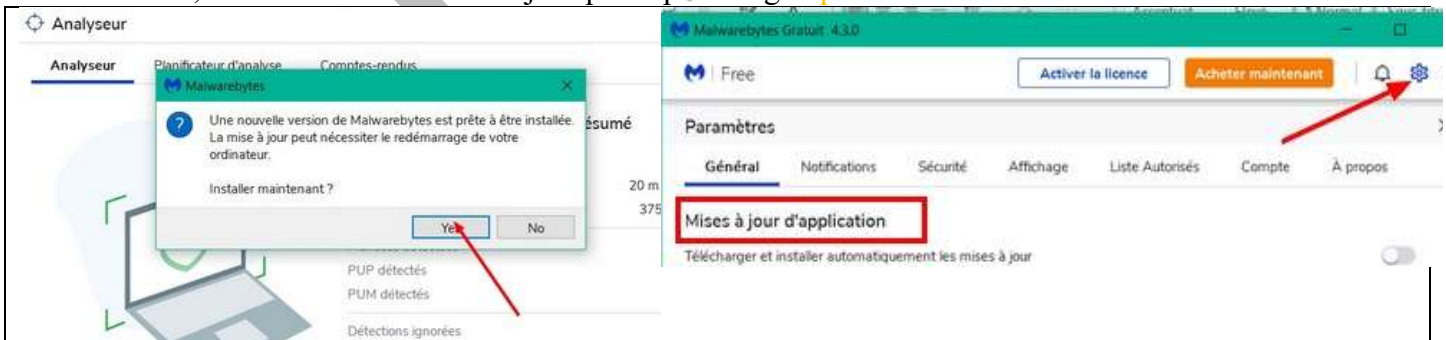 Analyseur
Analyseur Planificateur d'analyse Comptes-rendus
Malwarebytes
Une nouvelle version de Malwarebytes est prête à être installée.
La mise à jour peut nécessiter le redémarrage de votre
ordinateur.
Installer maintenant ?
Yes No
ésumé
20 m
375
PUP détectés
PUM détectés
Détections ignorées
Malwarebytes Gratuit 4.3.0
Free Activer la licence Acheter maintenant
Paramètres
Général Notifications Sécurité Affichage Liste Autorisés Compte À propos
Mises à jour d'application
Télécharger et installer automatiquement les mises à jour